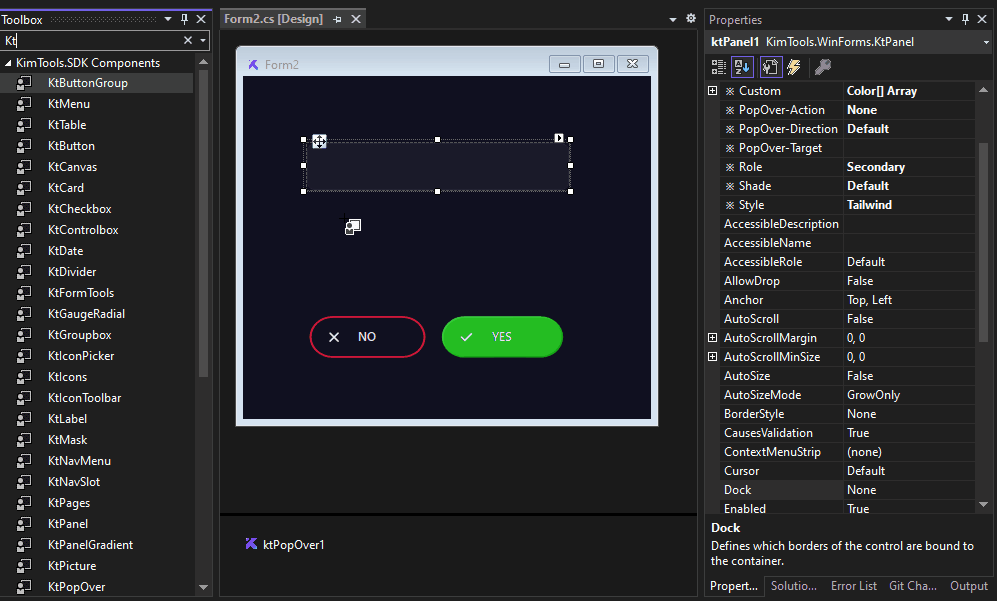 Toolbox
Kt
KimTools.SDK Components
KtButtonGroup
KtMenu
KtTable
KtButton
KtCanvas
KtCard
KtCheckbox
KtControlbox
KtDate
KtDivider
KtFormTools
KtGaugeRadial
KtGroupbox
KtIconPicker
KtIcons
KtIconToolbar
KtLabel
KtMask
KtNavMenu
KtNavSlot
KtPages
KtPanel
KtPanelGradient
KtPicture
KtPopOver
Form2.cs [Design]
Form2
NO
YES
ktPopOver1
Properties
ktPanel1 KimTools.WinForms.KtPanel
Custom Color[] Array
PopOver-Action None
PopOver-Direction Default
PopOver-Target
Role Secondary
Shade Default
Style Tailwind
AccessibleDescription
AccessibleName
AccessibleRole Default
AllowDrop False
Anchor Top, Left
AutoScroll False
AutoScrollMargin 0, 0
AutoScrollMinSize 0, 0
AutoSize False
AutoSizeMode GrowOnly
BorderStyle None
CausesValidation True
ContextMenuStrip (none)
Cursor Default
Dock None
Enabled True
Dock
Defines which borders of the control are bound to
the container.
Propert... Solutio... Error List Git Cha... Output